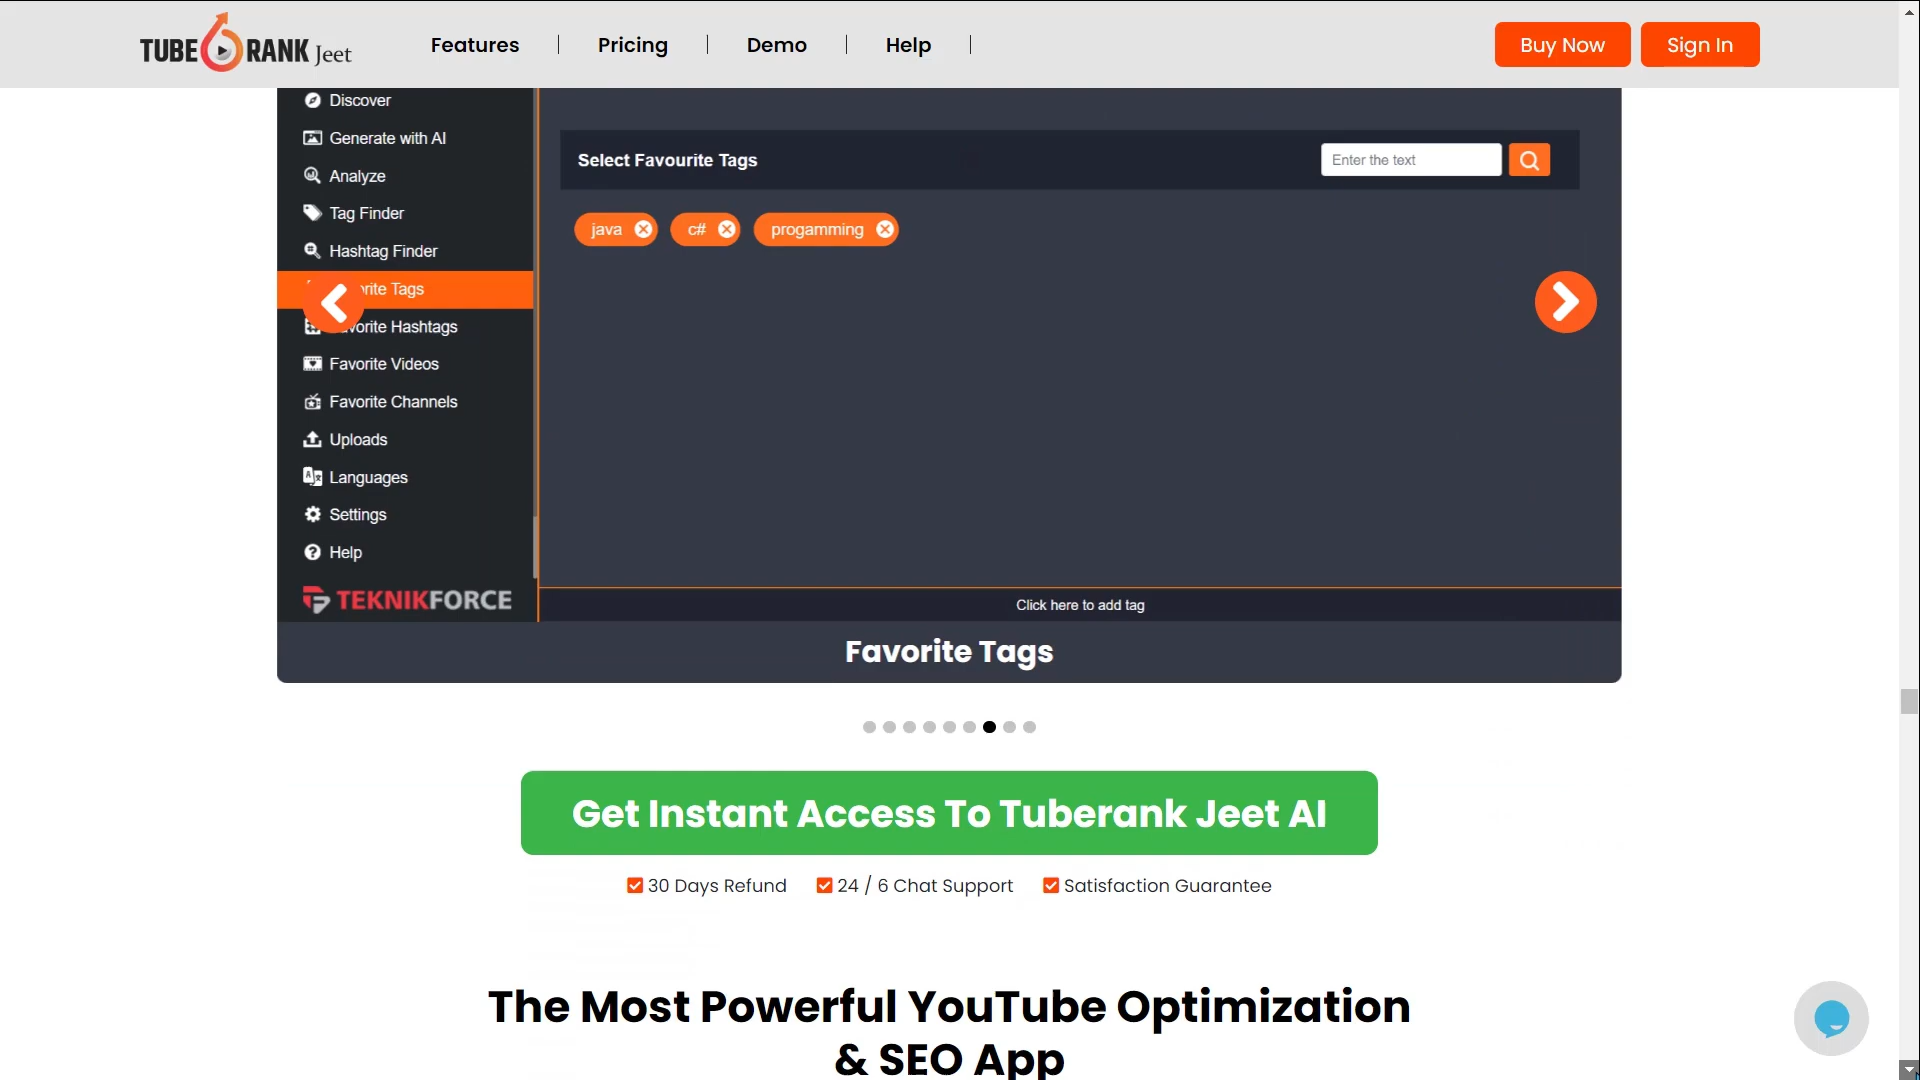 TUBE RANK Jeet
Features
Pricing
Demo
Help
Buy Now
Sign In
Discover
Generate with AI
Analyze
Tag Finder
Hashtag Finder
rite Tags
vorite Hashtags
Favorite Videos
Favorite Channels
Uploads
Languages
Settings
Help
TEKNIKFORCE
Select Favourite Tags
Enter the text
java
c#
progamming
Click here to add tag
Favorite Tags
Get Instant Access To Tuberank Jeet AI
30 Days Refund
24 / 6 Chat Support
Satisfaction Guarantee
The Most Powerful YouTube Optimization
& SEO App